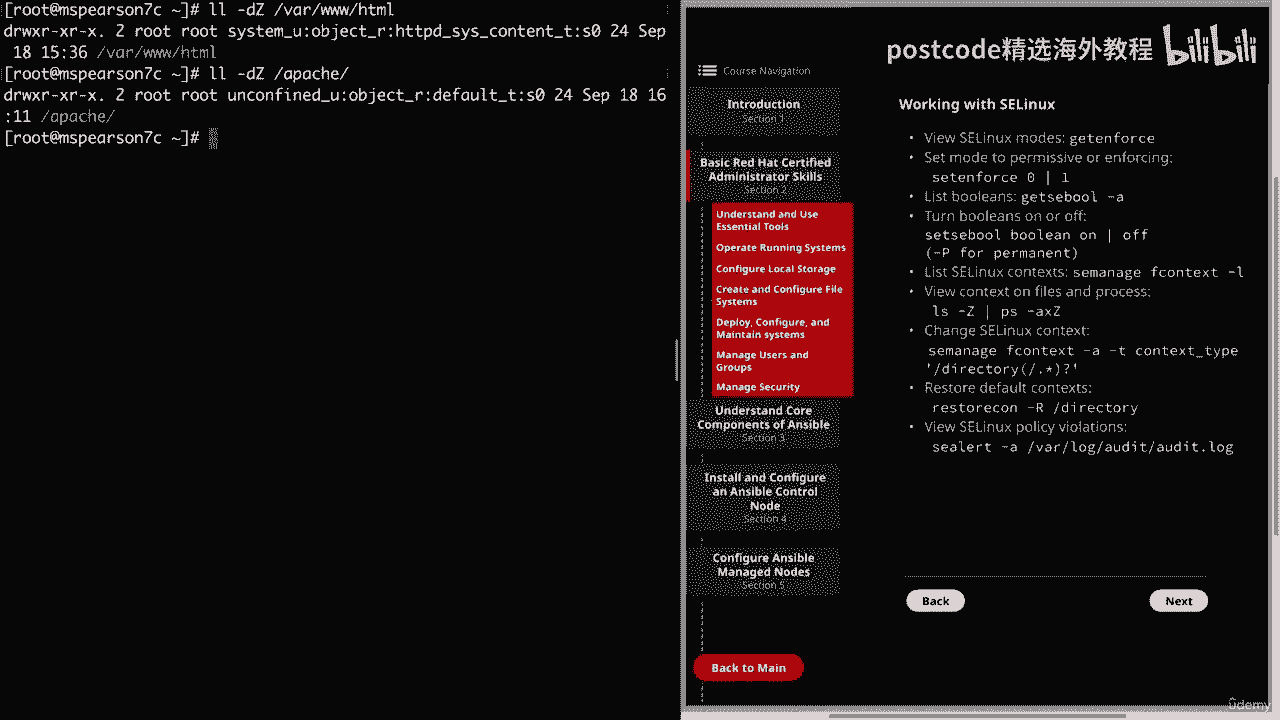 [root@mspearson7c ~]# ll -dZ /var/www/html
drwxr-xr-x. 2 root root system_u:object_r:httpd_sys_content_t:s0 24 Sep
 18 15:36 /var/www/html
[root@mspearson7c ~]# ll -dZ /apache/
drwxr-xr-x. 2 root root unconfined_u:object_r:default_t:s0 24 Sep 18 16
:11 /apache/
[root@mspearson7c ~]#
postcode精选海外教程 bilibili
Course Navigation
Introduction
Section 1
Basic Red Hat Certified
Administrator Skills
Section 2
Understand and Use
Essential Tools
Operate Running Systems
Configure Local Storage
Create and Configure File
Systems
Deploy, Configure, and
Maintain systems
Manage Users and
Groups
Manage Security
Understand Core
Components of Ansible
Section 3
Install and Configure
an Ansible Control
Node
Section 4
Configure Ansible
Managed Nodes
Section 5
Back to Main
Working with SELinux
• View SELinux modes: getenforce
• Set mode to permissive or enforcing:
setenforce 0 | 1
• List booleans: getsebool -a
• Turn booleans on or off:
setsebool boolean on | off
(-P for permanent)
• List SELinux contexts: semanage fcontext -l
• View context on files and process:
ls -Z | ps -axZ
• Change SELinux context:
semanage fcontext -a -t context_type
'/directory(/.*)?'
• Restore default contexts:
restorecon -R /directory
• View SELinux policy violations:
sealert -a /var/log/audit/audit.log
Back
Next
ûdemy